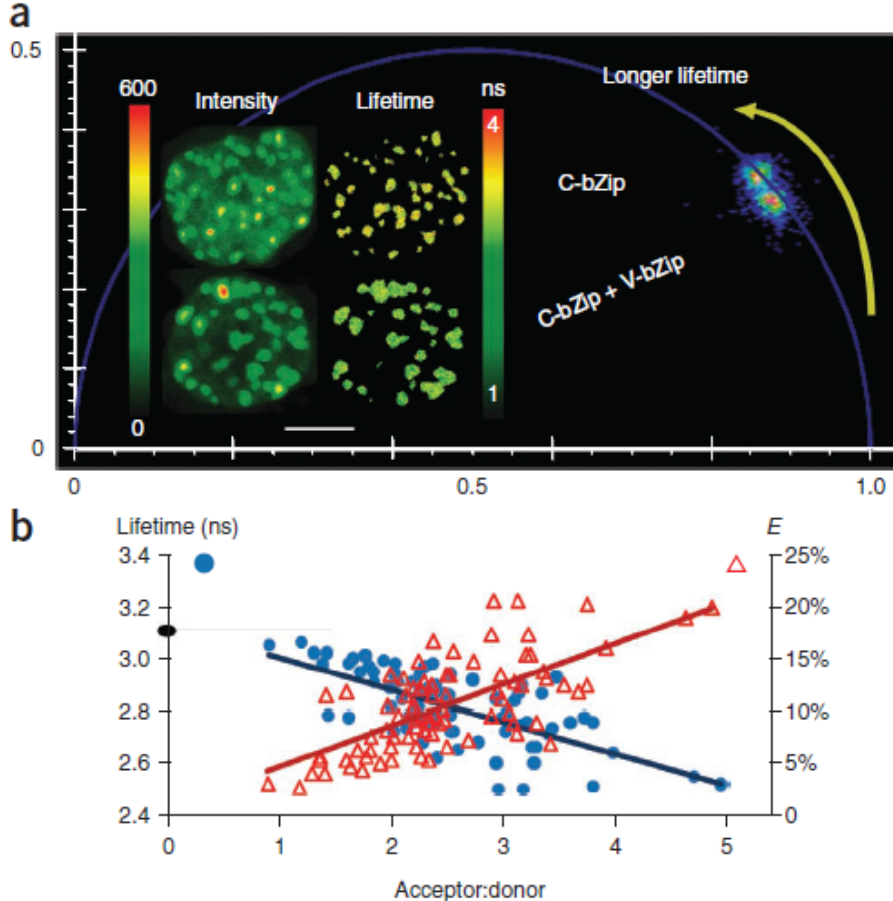 a
0.5
600
Intensity
Lifetime
ns
4
Longer lifetime
C-bZip
C-bZip + V-bZip
1
0
0
0
0.5
1.0
b
Lifetime (ns)
E
3.4
25%
3.2
20%
3.0
15%
2.8
10%
2.6
5%
2.4
0
0
1
2
3
4
5
Acceptor:donor